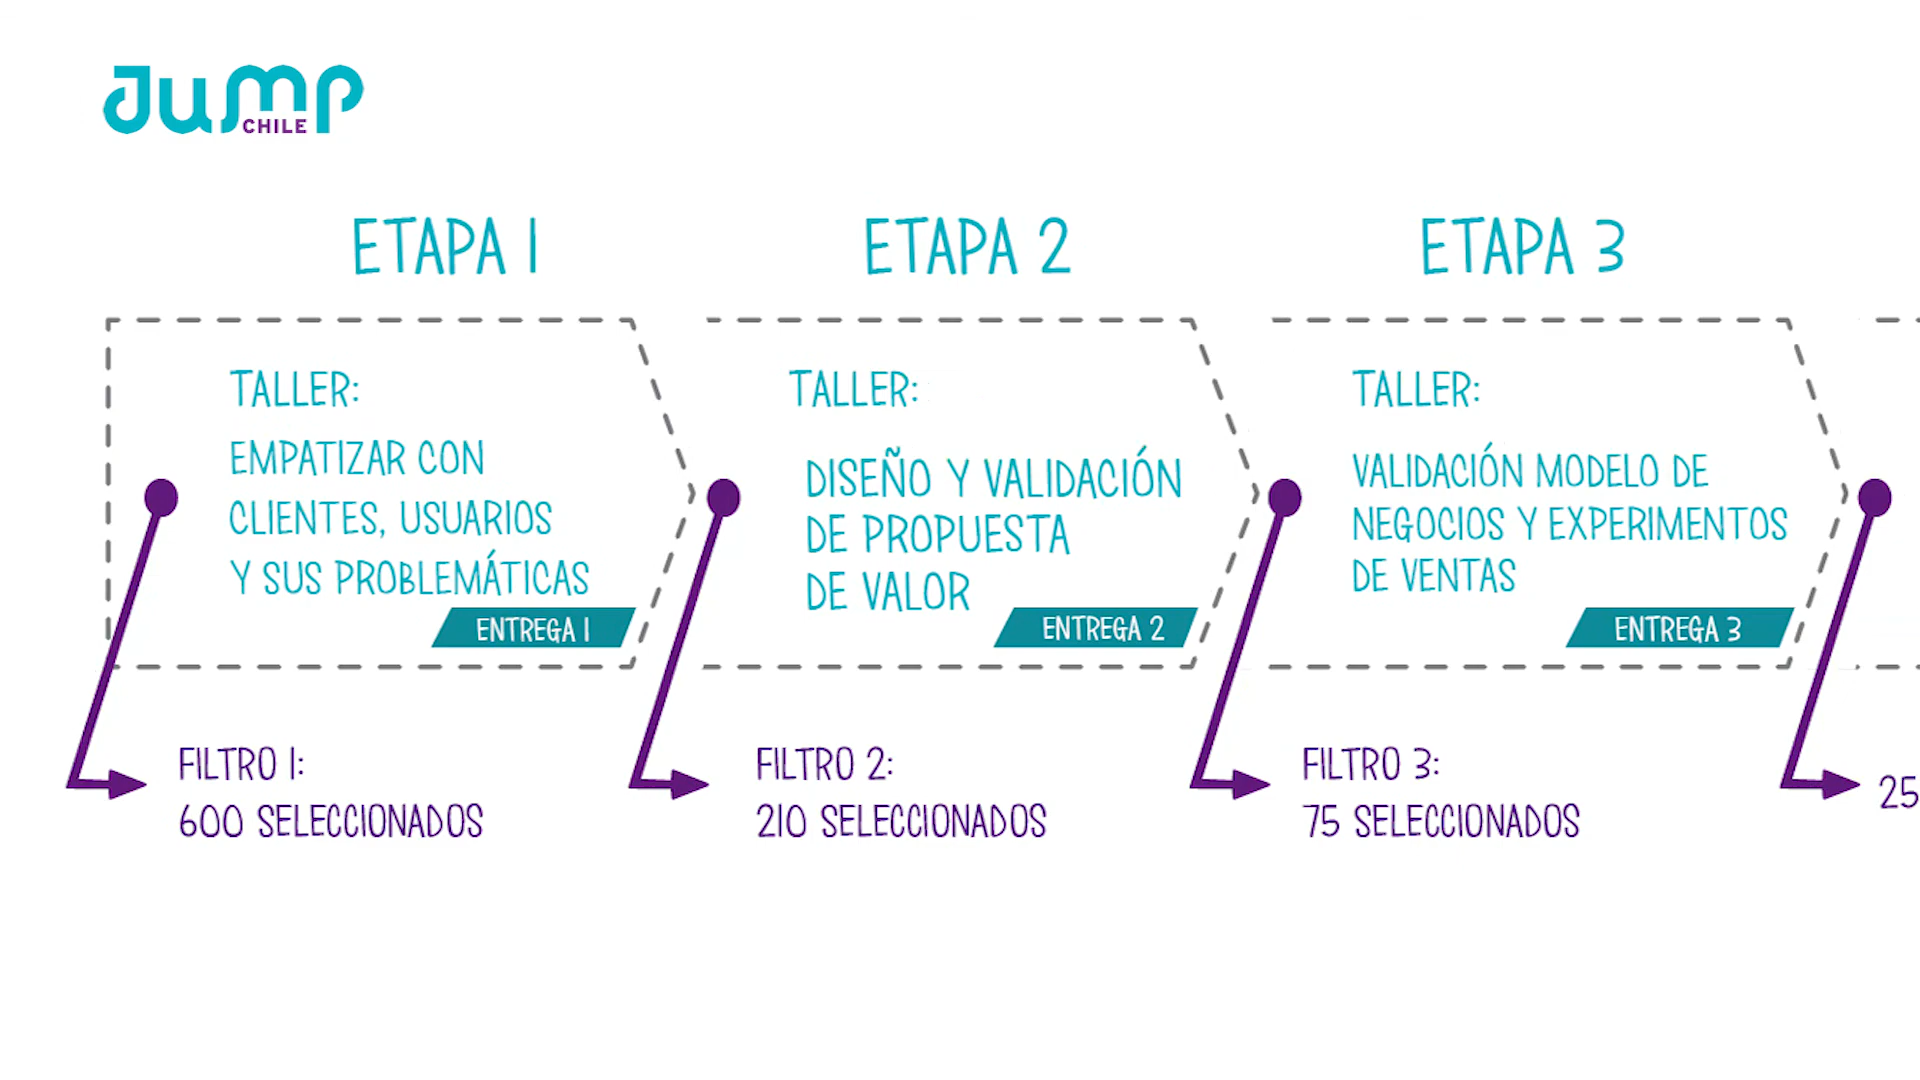 Jump
CHILE
ETAPA 1
ETAPA 2
ETAPA 3
TALLER:
EMPATIZAR CON
CLIENTES, USUARIOS
Y SUS PROBLEMÁTICAS
ENTREGA 1
TALLER:
DISEÑO Y VALIDACIÓN
DE PROPUESTA
DE VALOR
ENTREGA 2
TALLER:
VALIDACIÓN MODELO DE
NEGOCIOS Y EXPERIMENTOS
DE VENTAS
ENTREGA 3
FILTRO 1:
600 SELECCIONADOS
FILTRO 2:
210 SELECCIONADOS
FILTRO 3:
75 SELECCIONADOS
25